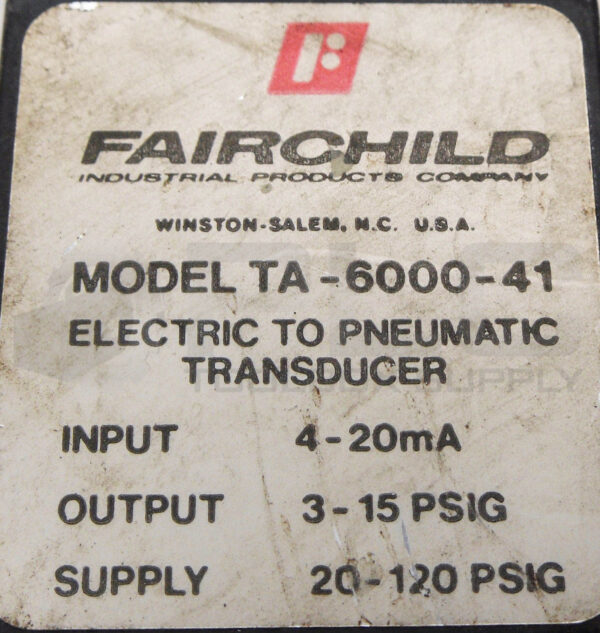 FAIRCHILD
INDUSTRIAL PRODUCTS COMPANY
WINSTON-SALEM, N.C. U.S.A.
MODEL TA-6000-41
ELECTRIC TO PNEUMATIC
TRANSDUCER
INPUT 4-20mA
OUTPUT 3-15 PSIG
SUPPLY 20-120 PSIG